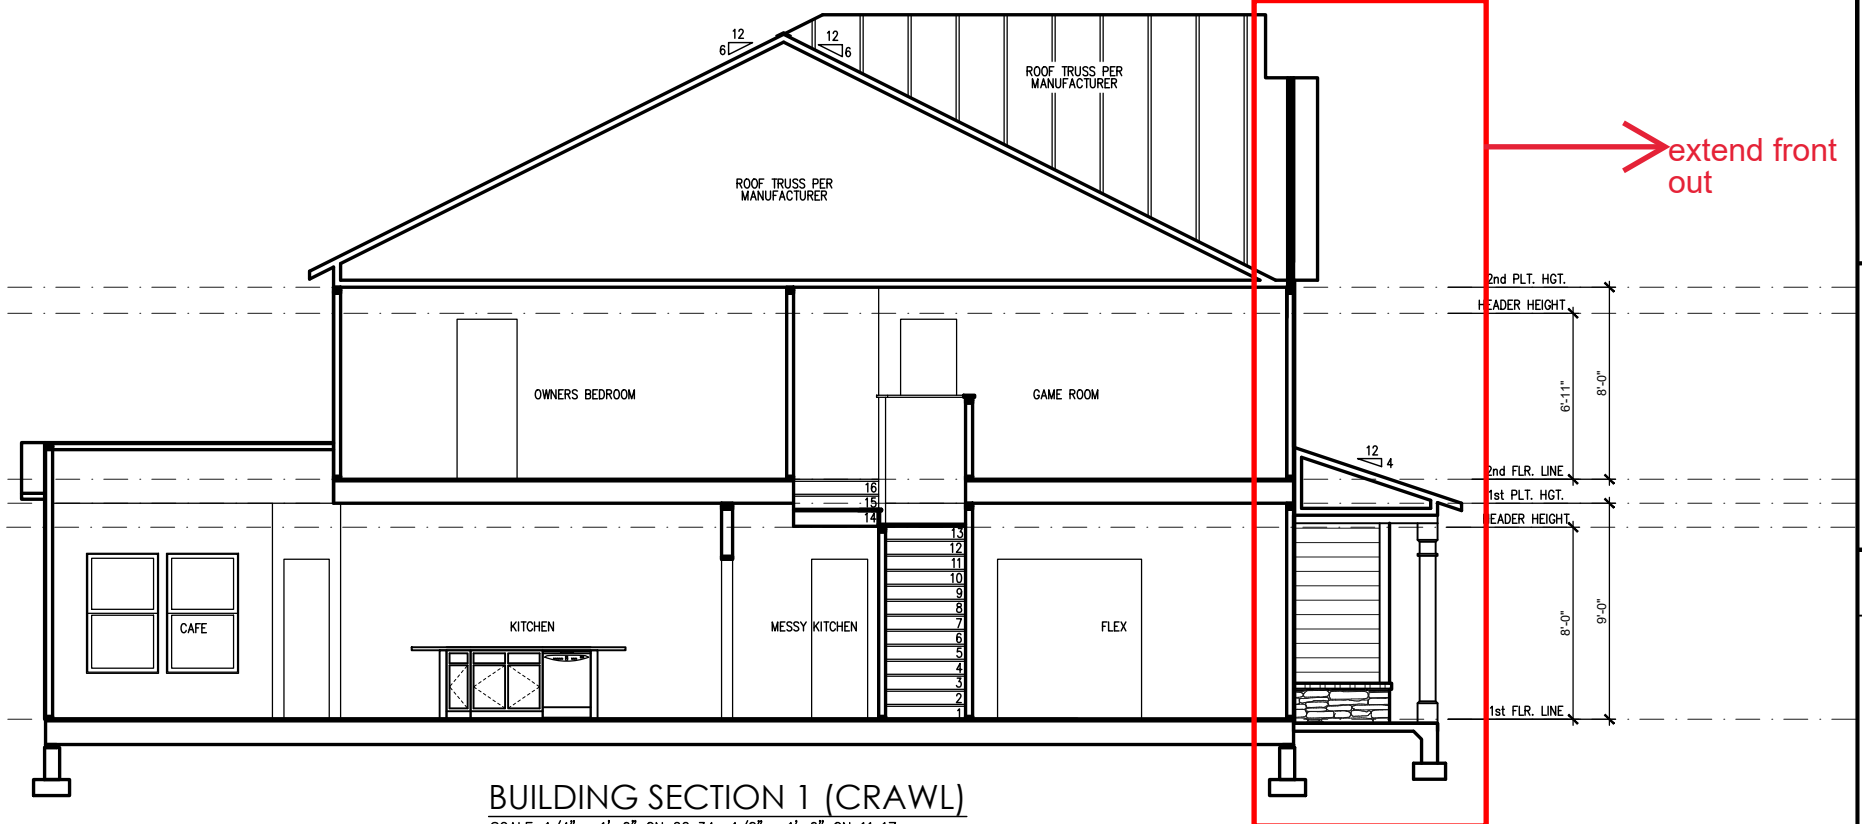 12
6
12
6
ROOF TRUSS PER
MANUFACTURER
extend front
out
ROOF TRUSS PER
MANUFACTURER
2nd PLT. HGT.
HEADER HEIGHT
6'-11"
8'-0"
OWNERS BEDROOM
GAME ROOM
12
4
2nd FLR. LINE
1st PLT. HGT.
HEADER HEIGHT
16
15
14
13
12
11
10
9
8
7
6
5
4
3
2
1
8'-0"
9'-0"
CAFE
KITCHEN
MESSY KITCHEN
FLEX
1st FLR. LINE
BUILDING SECTION 1 (CRAWL)